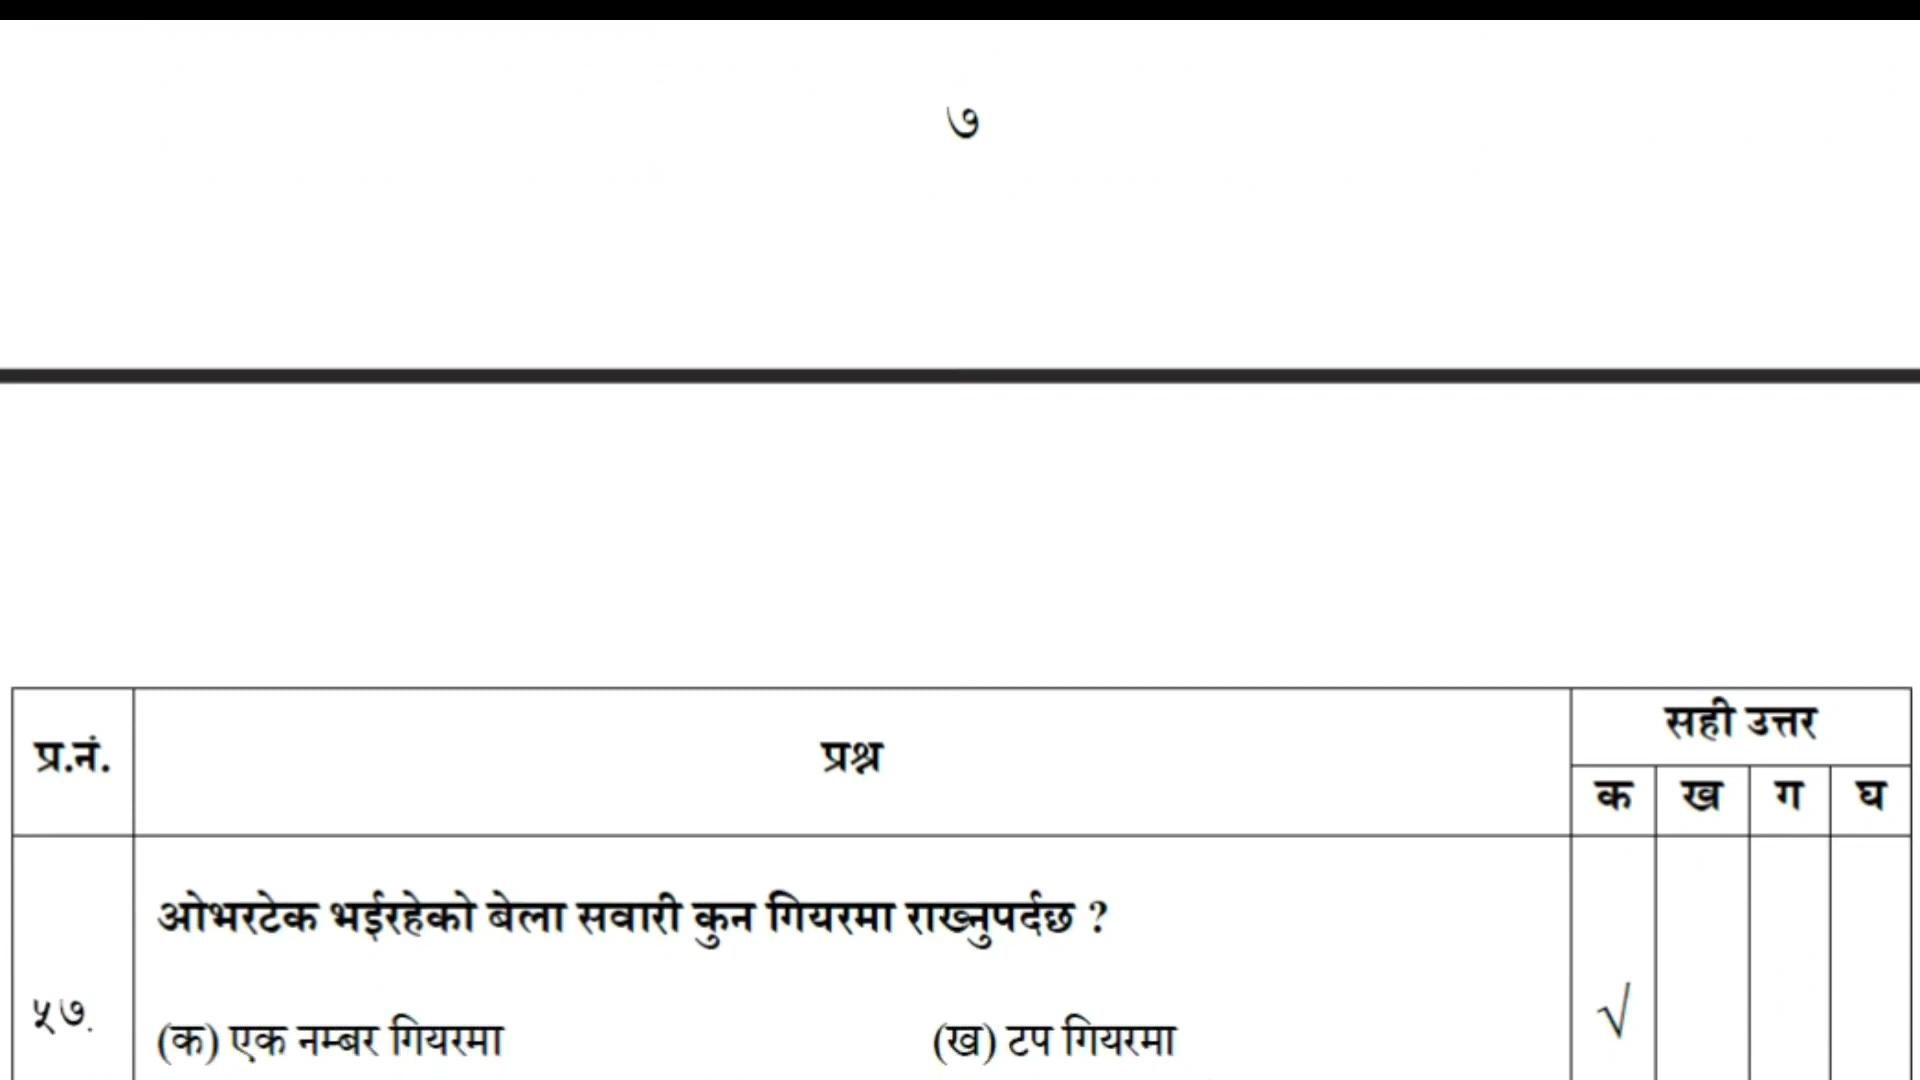 ७
प्र.नं.
प्रश्न
सही उत्तर
क ख ग घ
ओभरटेक भईरहेको बेला सवारी कुन गियरमा राख्नुपर्दछ ?
५७.
(क) एक नम्बर गियरमा (ख) टप गियरमा
√